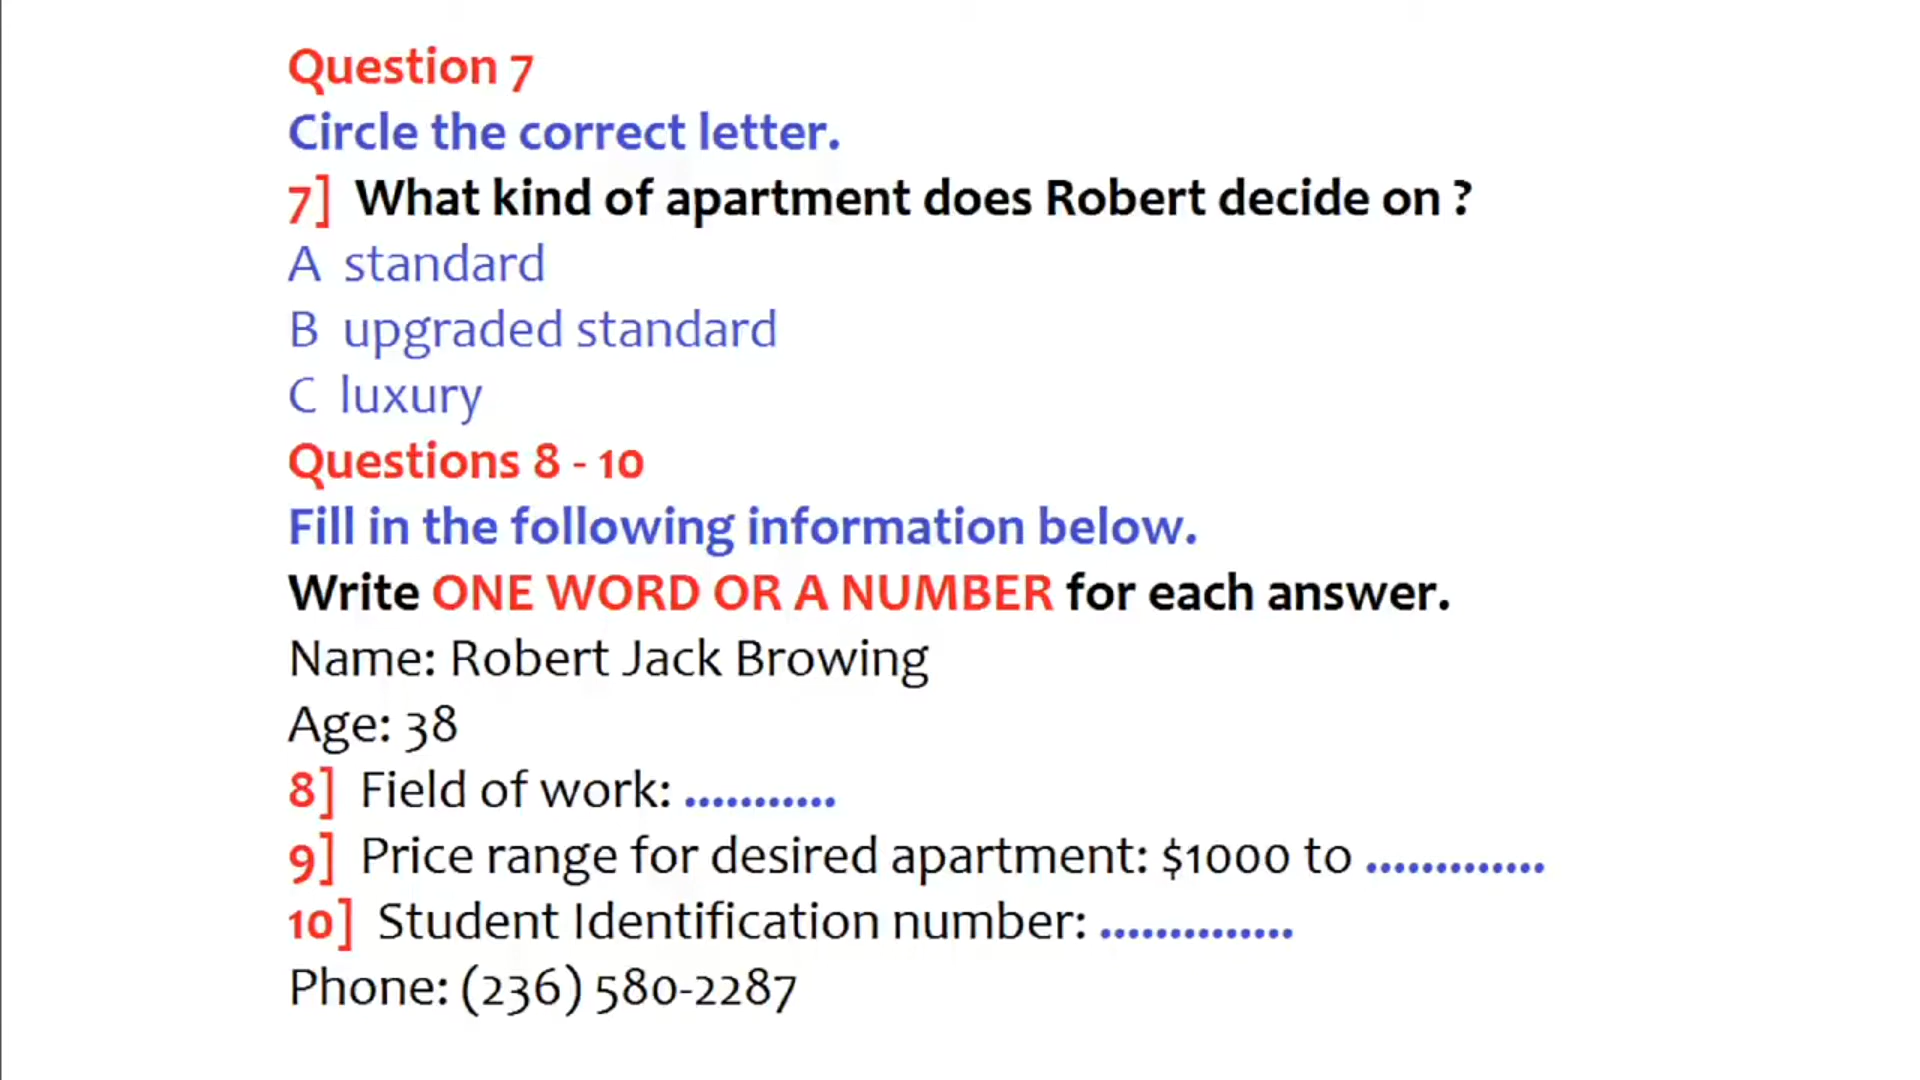 Question 7
Circle the correct letter.
7] What kind of apartment does Robert decide on ?
A standard
B upgraded standard
C luxury
Questions 8 - 10
Fill in the following information below.
Write ONE WORD OR A NUMBER for each answer.
Name: Robert Jack Browing
Age: 38
8] Field of work: ...........
9] Price range for desired apartment: $1000 to .............
10] Student Identification number: ..............
Phone: (236) 580-2287